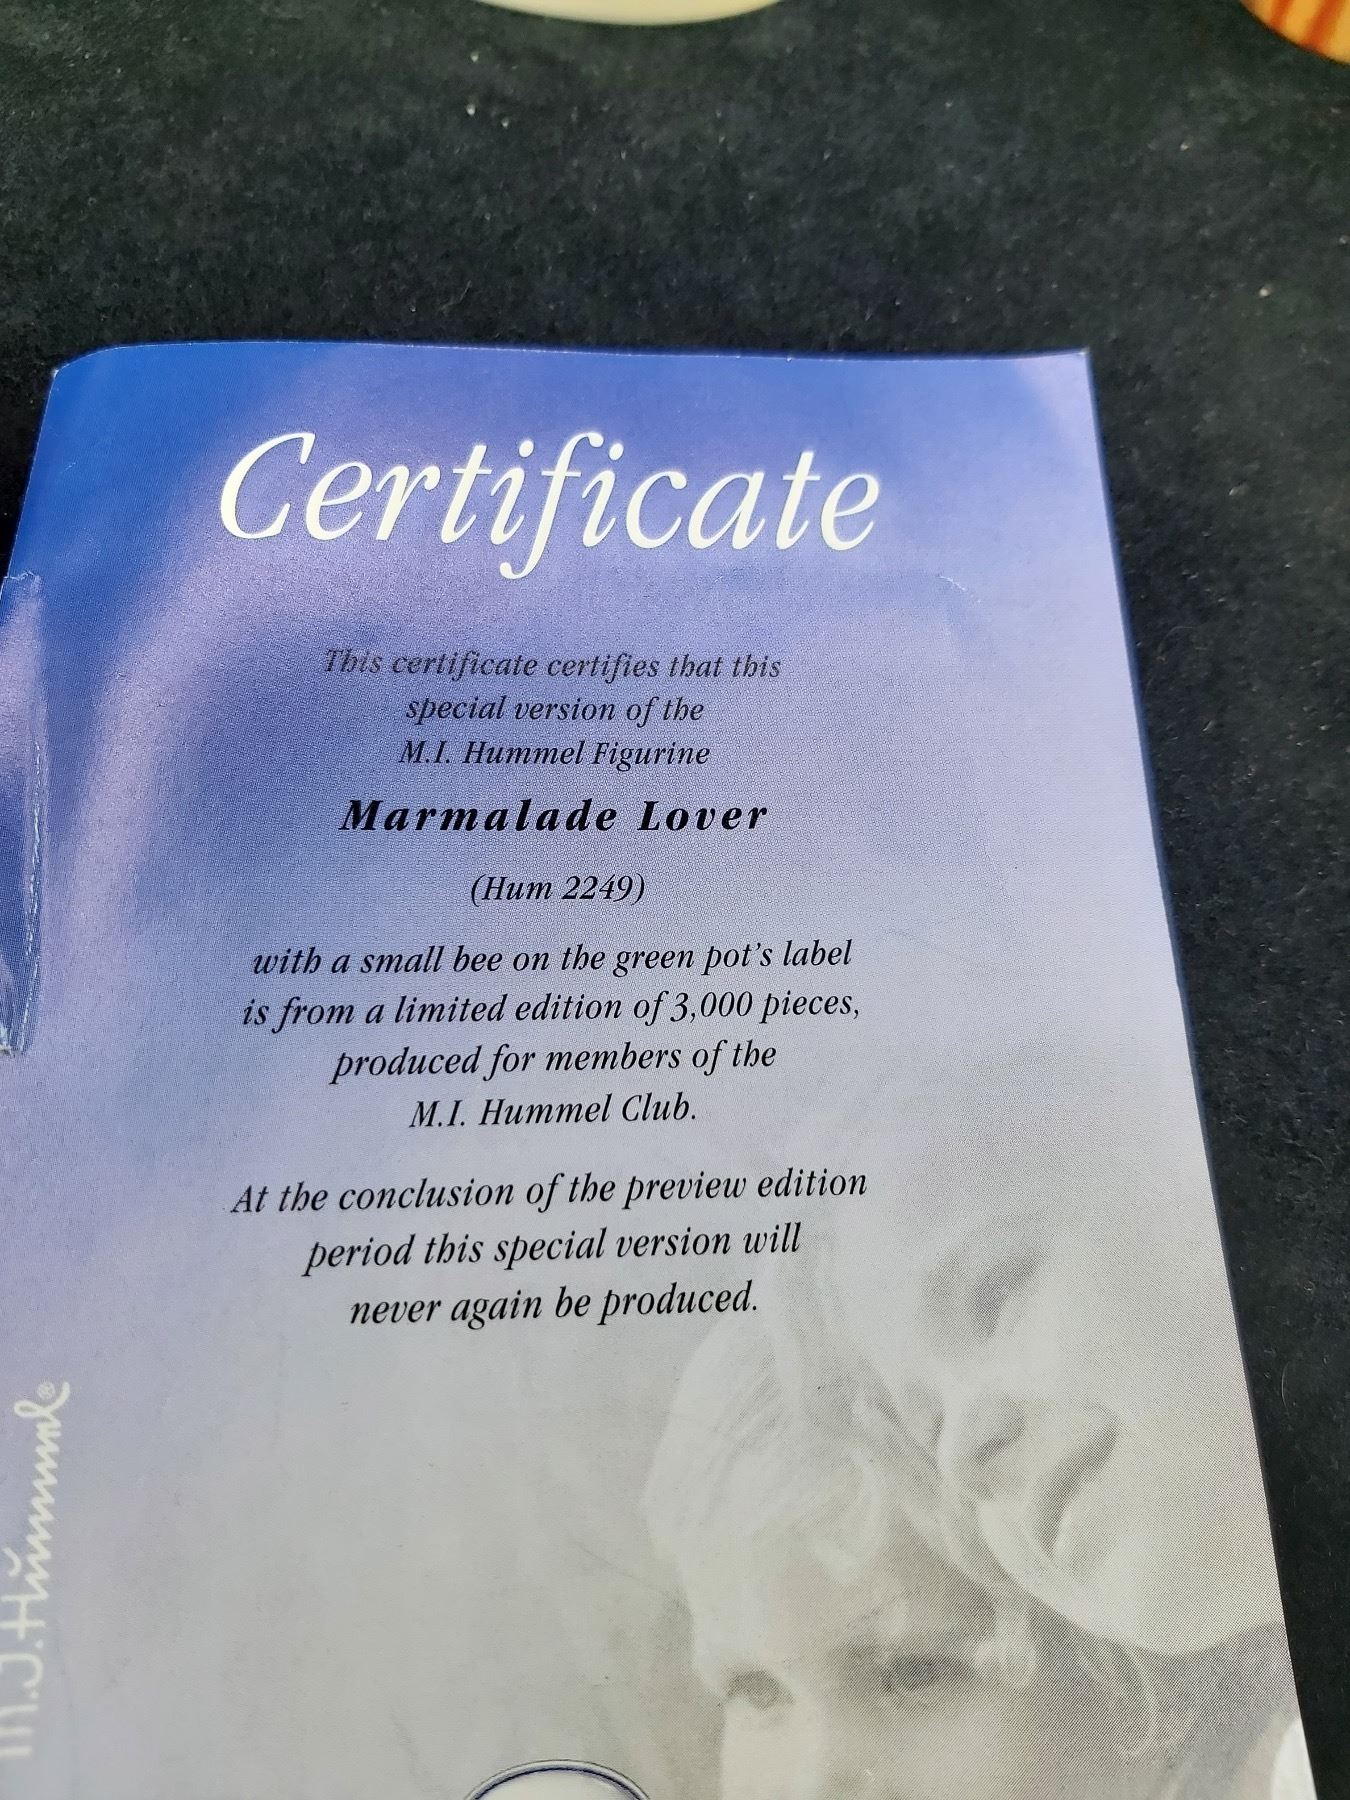 Certificate
This certificate certifies that this
special version of the
M.I. Hummel Figurine
Marmalade Lover
(Hum 2249)
with a small bee on the green pot's label
is from a limited edition of 3,000 pieces,
produced for members of the
M.I. Hummel Club.
At the conclusion of the preview edition
period this special version will
never again be produced.
M.J.Hümmel®